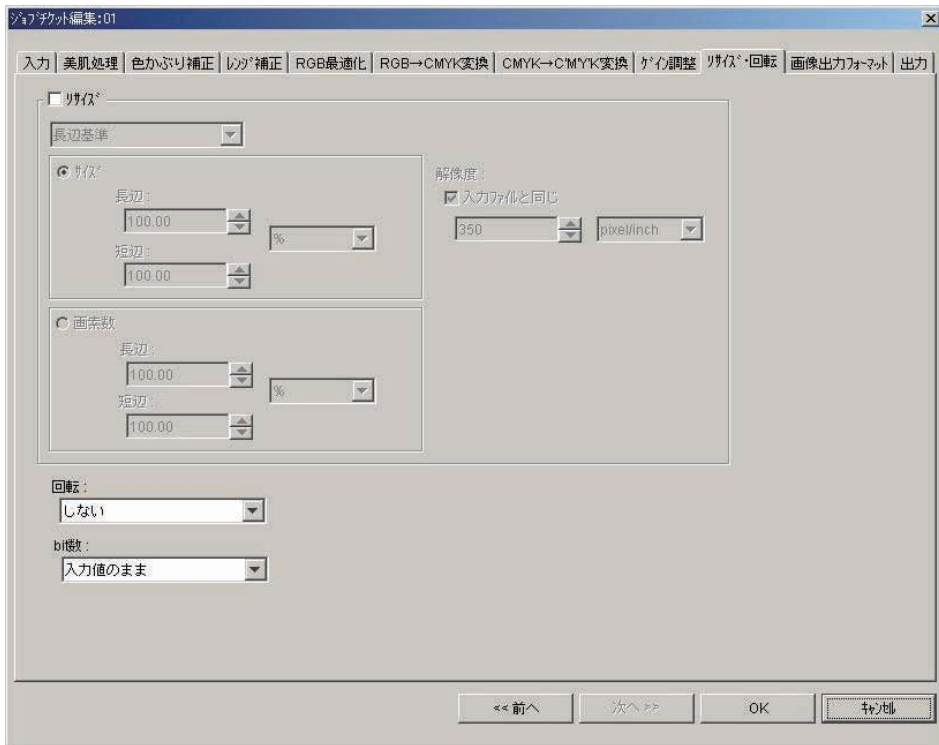 ｼﾞｮﾌﾞﾁｹｯﾄ編集:01
入力 美肌処理 色かぶり補正 ﾚﾝｼﾞ補正 RGB最適化 RGB→CMYK変換 CMYK→C'M'Y'K'変換 ｹﾞｲﾝ調整 ﾘｻｲｽﾞ・回転 画像出力ﾌｫｰﾏｯﾄ 出力
ﾘｻｲｽﾞ
長辺基準
ｻｲｽﾞ
長辺:
100.00
%
短辺:
100.00
解像度:
入力ﾌｧｲﾙと同じ
350 pixel/inch
画素数
長辺:
100.00
%
短辺:
100.00
回転:
しない
bit数:
入力値のまま
<<前へ 次へ>> OK ｷｬﾝｾﾙ